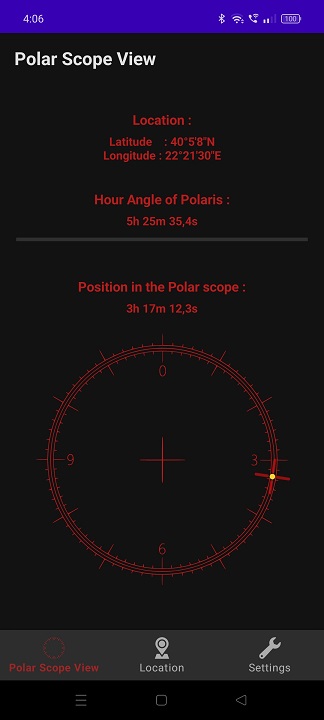 4:06
100
Polar Scope View
Location :
Latitude : 40°5'8"N
Longitude : 22°21'30"E
Hour Angle of Polaris :
5h 25m 35,4s
Position in the Polar scope :
3h 17m 12,3s
0
9
3
6
Polar Scope View
Location
Settings